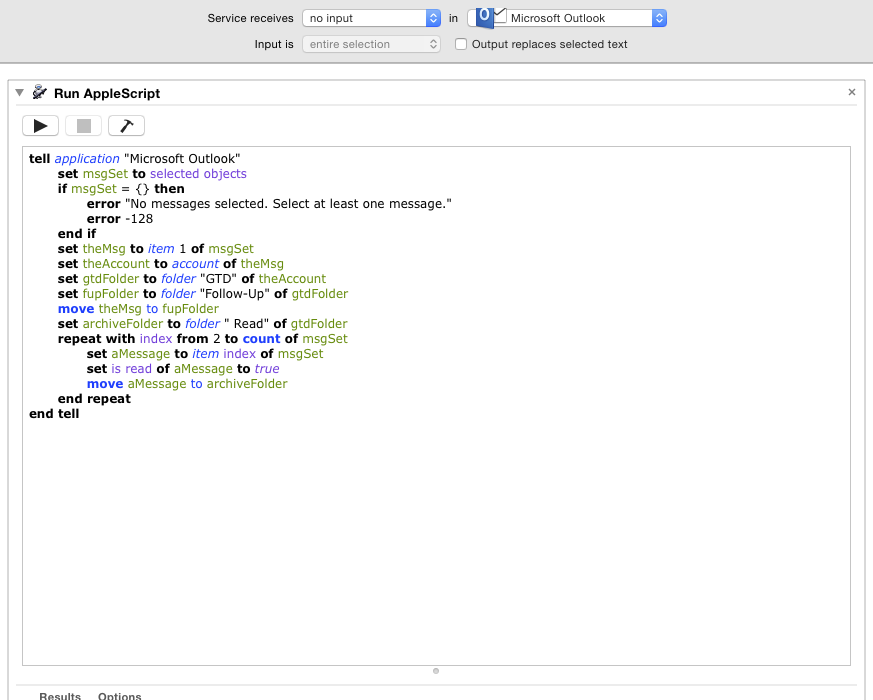 Service receives no input in Microsoft Outlook
Input is entire selection Output replaces selected text
Run AppleScript
tell application "Microsoft Outlook"
set msgSet to selected objects
if msgSet = {} then
error "No messages selected. Select at least one message."
error -128
end if
set theMsg to item 1 of msgSet
set theAccount to account of theMsg
set gtdFolder to folder "GTD" of theAccount
set fupFolder to folder "Follow-Up" of gtdFolder
move theMsg to fupFolder
set archiveFolder to folder " Read" of gtdFolder
repeat with index from 2 to count of msgSet
set aMessage to item index of msgSet
set is read of aMessage to true
move aMessage to archiveFolder
end repeat
end tell
Results Options